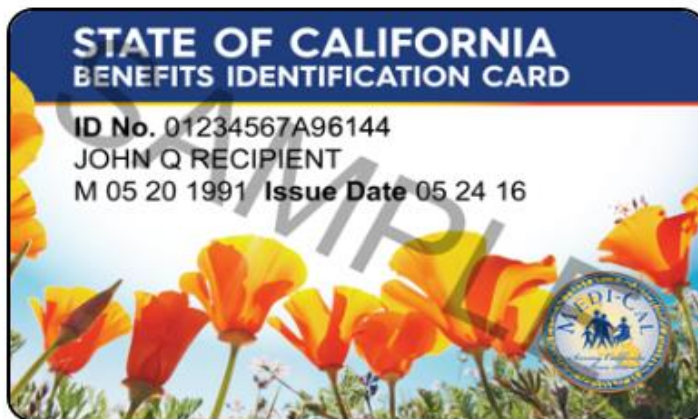 STATE OF CALIFORNIA
BENEFITS IDENTIFICATION CARD
ID No. 01234567A96144
JOHN Q RECIPIENT
M 05 20 1991 Issue Date 05 24 16
SAMPLE
MEDI-CAL